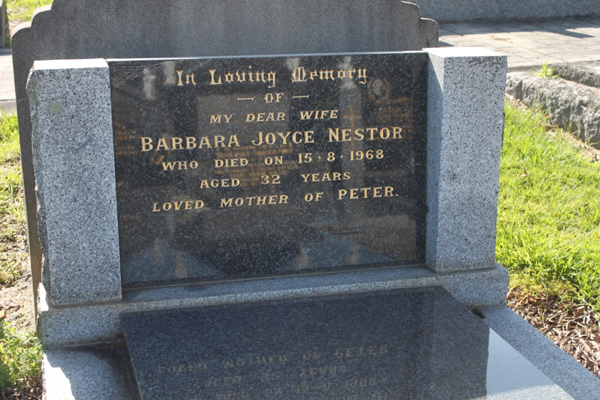 In Loving Memory
— OF —
MY DEAR WIFE
BARBARA JOYCE NESTOR
WHO DIED ON 15·8·1968
AGED 32 YEARS
LOVED MOTHER OF PETER.